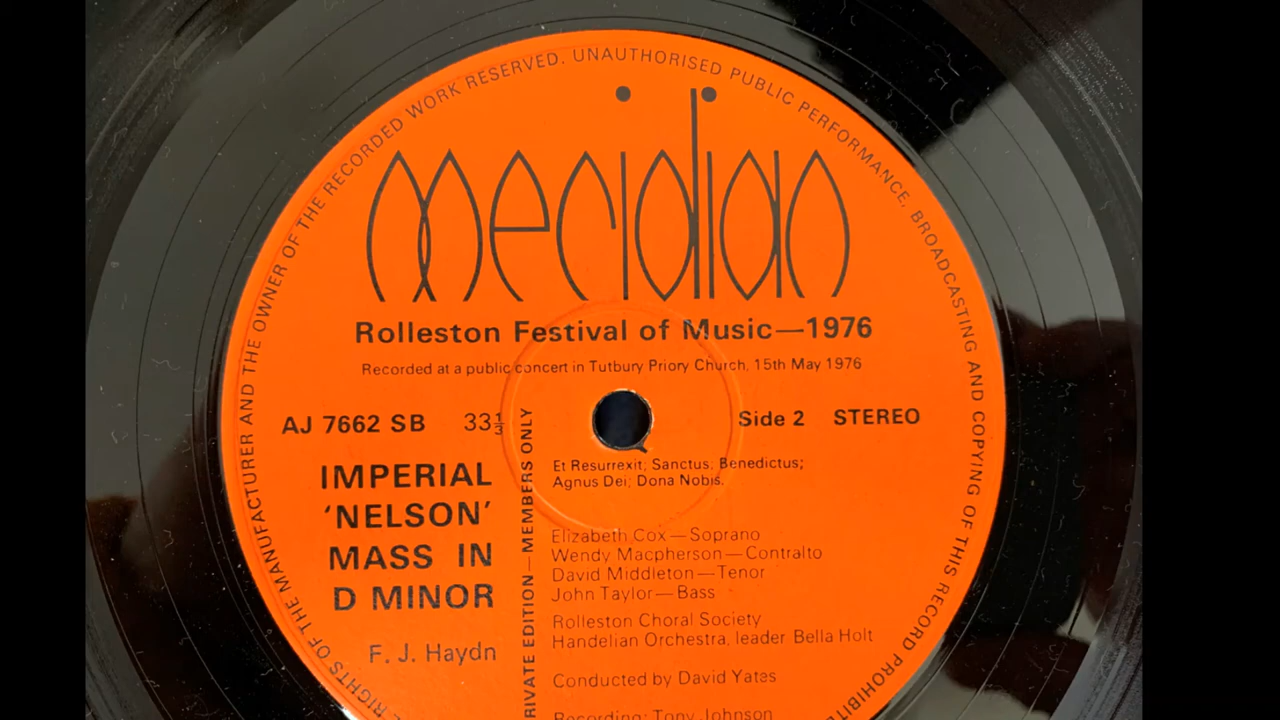 RIGHTS OF THE MANUFACTURER AND THE OWNER OF THE RECORDED WORK RESERVED. UNAUTHORISED PUBLIC PERFORMANCE, BROADCASTING AND COPYING OF THIS RECORD PROHIBITE
meridian
Rolleston Festival of Music—1976
Recorded at a public concert in Tutbury Priory Church, 15th May 1976
AJ 7662 SB 33⅓ Side 2 STEREO
IMPERIAL
‘NELSON’
MASS IN
D MINOR
F. J. Haydn
RIVATE EDITION—MEMBERS ONLY
Et Resurrexit; Sanctus; Benedictus;
Agnus Dei; Dona Nobis.
Elizabeth Cox—Soprano
Wendy Macpherson—Contralto
David Middleton—Tenor
John Taylor—Bass
Rolleston Choral Society
Handelian Orchestra, leader Bella Holt
Conducted by David Yates
Recording: Tony Johnson